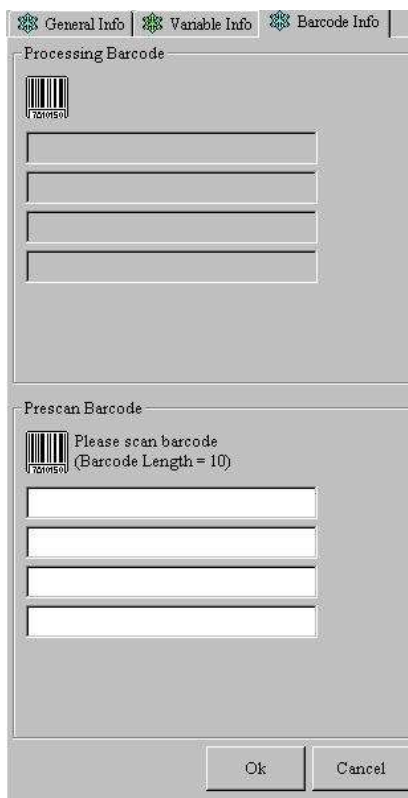 General Info Variable Info Barcode Info
Processing Barcode
Prescan Barcode
Please scan barcode
(Barcode Length = 10)
Ok Cancel